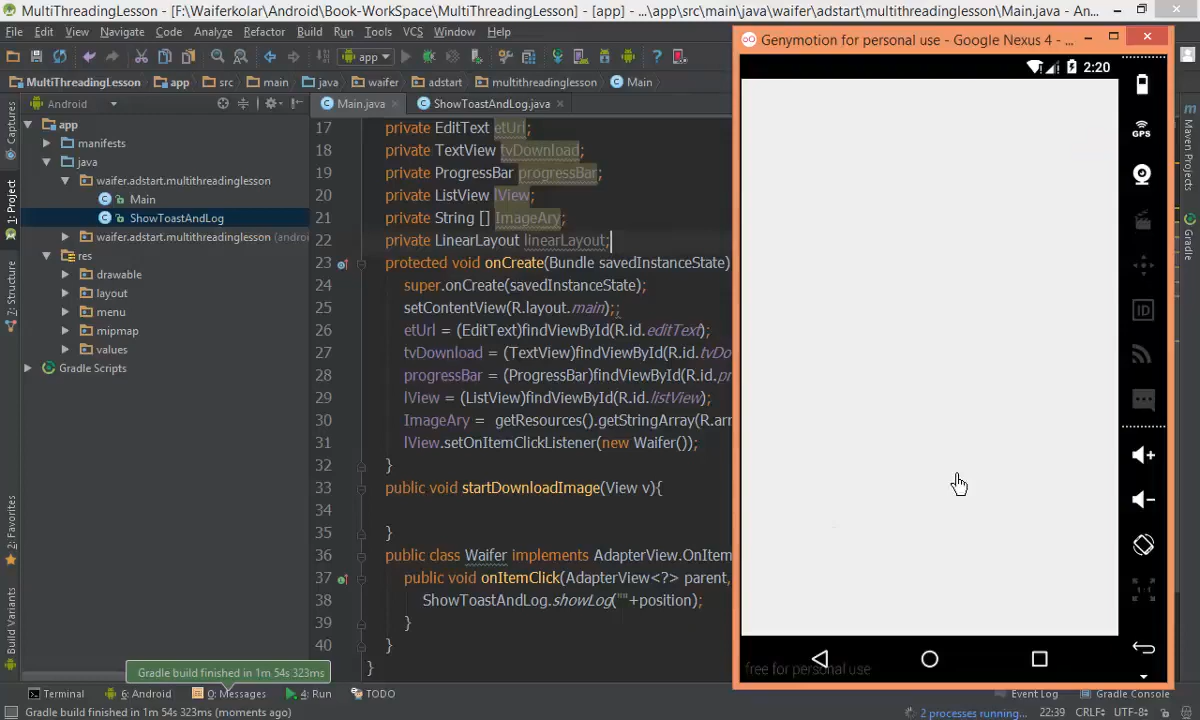 MultiThreadingLesson - [F:\Waiferkolar\Android\Book-WorkSpace\MultiThreadingLesson] - [app] - ...\app\src\main\java\waifer\adstart\multithreadinglesson\Main.java - An...
File Edit View Navigate Code Analyze Refactor Build Run Tools VCS Window Help
Genymotion for personal use - Google Nexus 4 - ...
app
2:20
MultiThreadingLesson app src main java waifer adstart multithreadinglesson Main
Android
Main.java
ShowToastAndLog.java
Captures
1: Project
7: Structure
2: Favorites
Build Variants
app
manifests
java
waifer.adstart.multithreadinglesson
Main
ShowToastAndLog
waifer.adstart.multithreadinglesson (andro
res
drawable
layout
menu
mipmap
values
Gradle Scripts
17 private EditText etUrl;
18 private TextView tvDownload;
19 private ProgressBar progressBar;
20 private ListView lView;
21 private String [] ImageAry;
22 private LinearLayout linearLayout;
23 protected void onCreate(Bundle savedInstanceState)
24 super.onCreate(savedInstanceState);
25 setContentView(R.layout.main);;
26 etUrl = (EditText)findViewById(R.id.editText);
27 tvDownload = (TextView)findViewById(R.id.tvDo
28 progressBar = (ProgressBar)findViewById(R.id.pr
29 lView = (ListView)findViewById(R.id.listView);
30 ImageAry = getResources().getStringArray(R.arr
31 lView.setOnItemClickListener(new Waifer());
32 }
33 public void startDownloadImage(View v){
34
35 }
36 public class Waifer implements AdapterView.OnItem
37 public void onItemClick(AdapterView<?> parent,
38 ShowToastAndLog.showLog(""+position);
39 }
40 }
}
GPS
ID
1:1
free for personal use
Maven Projects
Gradle
Gradle build finished in 1m 54s 323ms
Terminal 6: Android 0: Messages 4: Run TODO Event Log Gradle Console
Gradle build finished in 1m 54s 323ms (moments ago) 2 processes running... 22:39 CRLF: UTF-8: